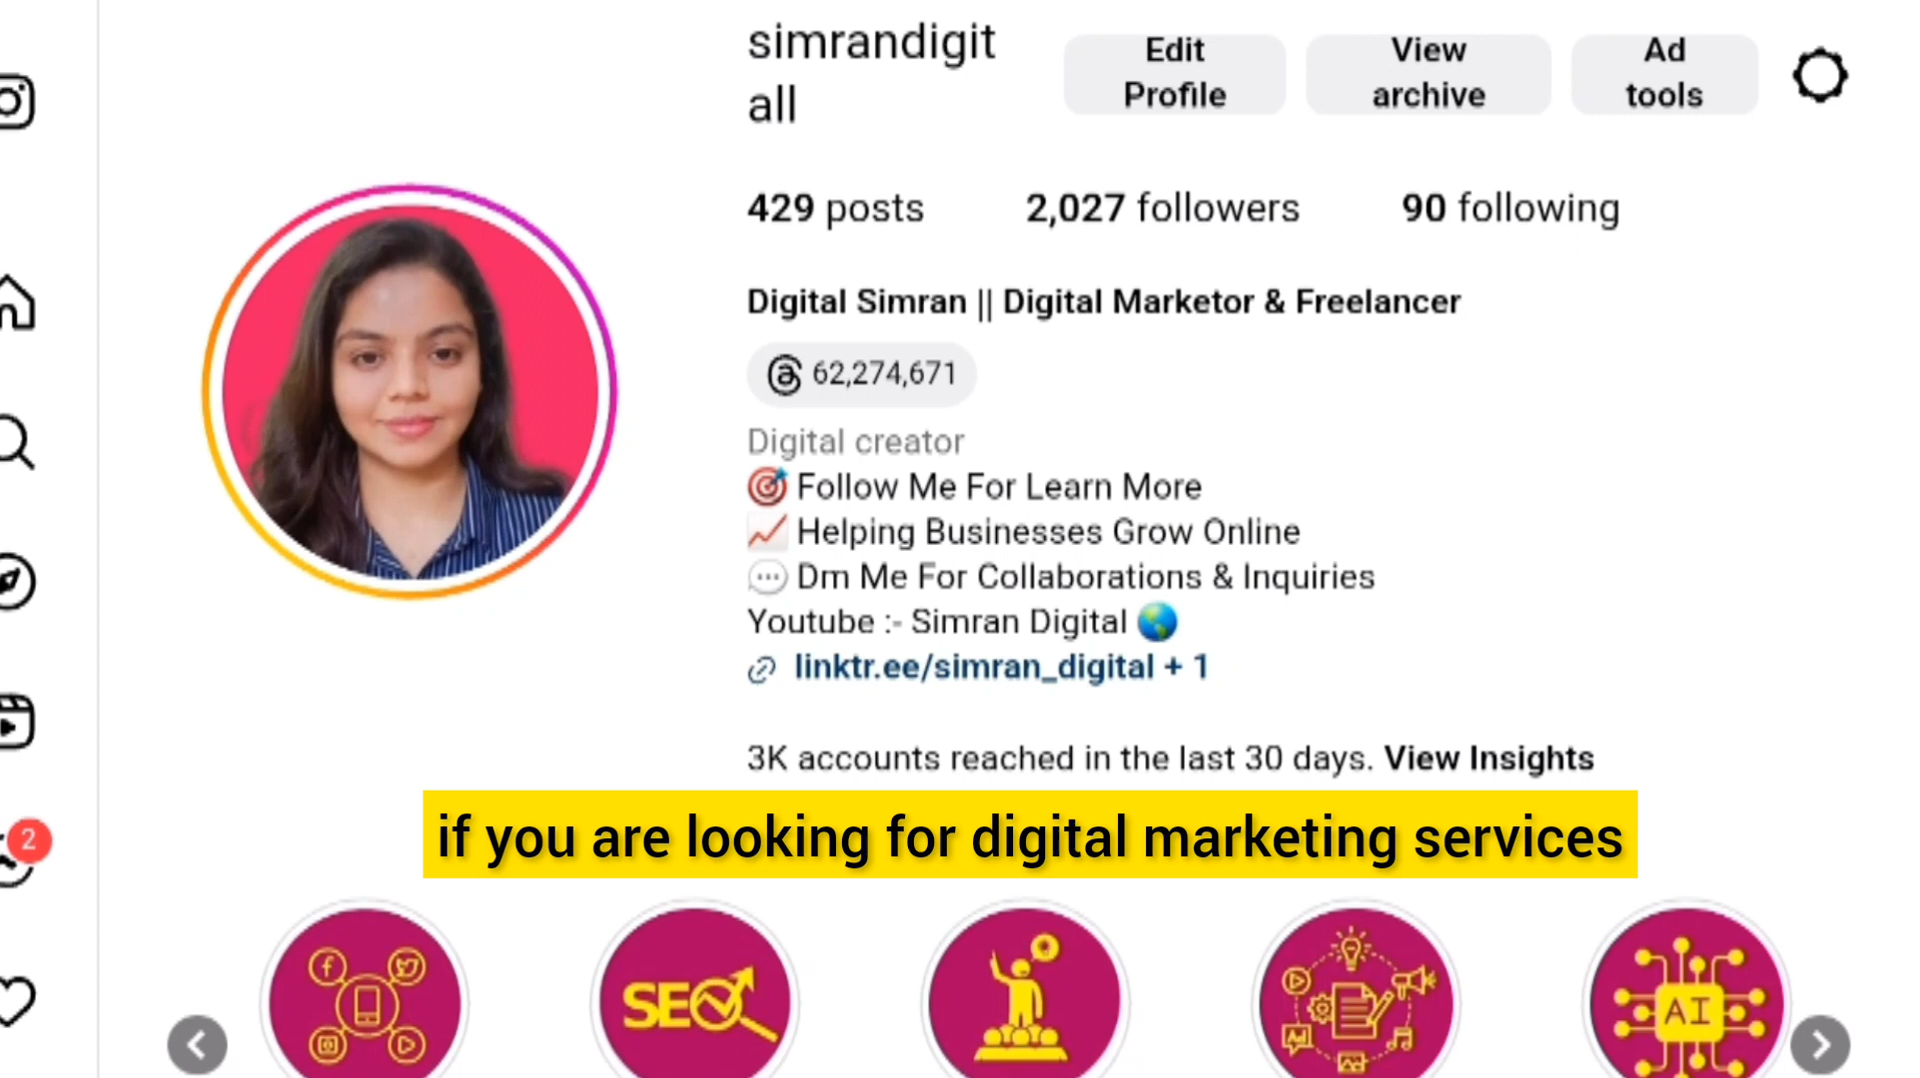 simrandigit
all
Edit
Profile
View
archive
Ad
tools
429 posts
2,027 followers
90 following
Digital Simran || Digital Marketor & Freelancer
62,274,671
Digital creator
🎯 Follow Me For Learn More
📈 Helping Businesses Grow Online
💬 Dm Me For Collaborations & Inquiries
Youtube :- Simran Digital 🌎
linktr.ee/simran_digital + 1
3K accounts reached in the last 30 days. View Insights
2
if you are looking for digital marketing services
SEO
Ad
AI